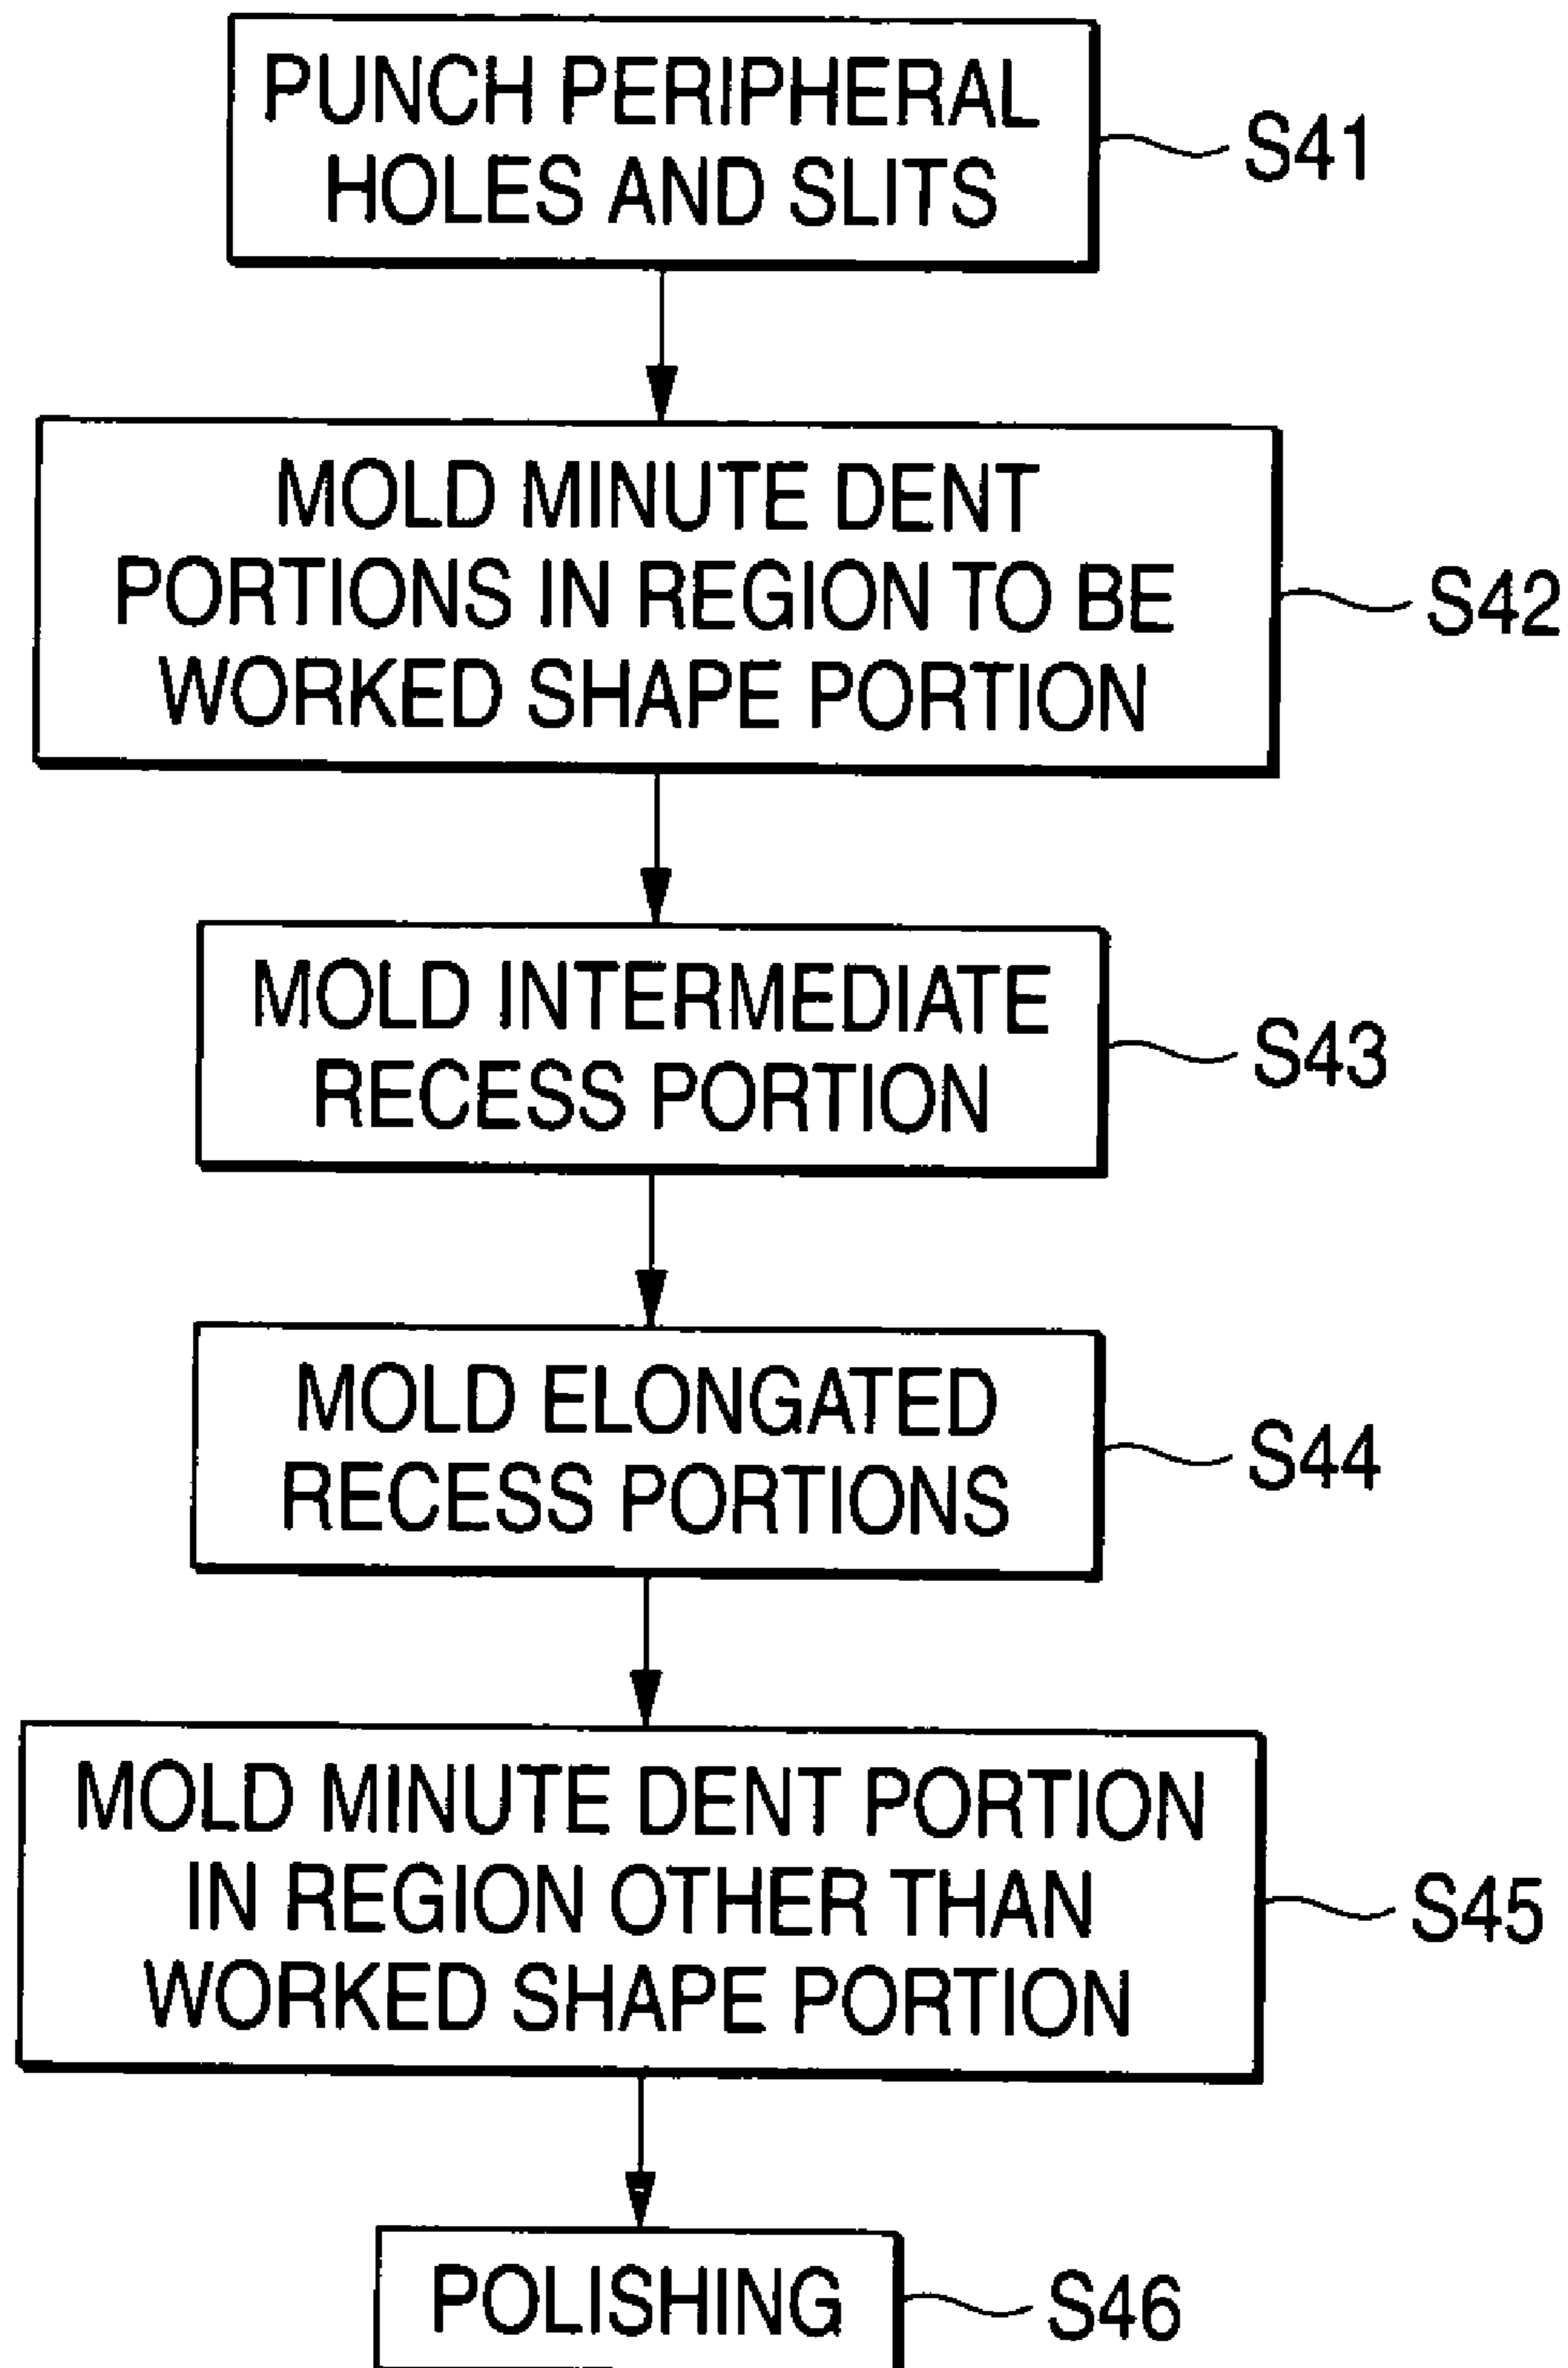 PUNCH PERIPHERAL
HOLES AND SLITS
S41
MOLD MINUTE DENT
PORTIONS IN REGION TO BE
WORKED SHAPE PORTION
S42
MOLD INTERMEDIATE
RECESS PORTION
S43
MOLD ELONGATED
RECESS PORTIONS
S44
MOLD MINUTE DENT PORTION
IN REGION OTHER THAN
WORKED SHAPE PORTION
S45
POLISHING
S46